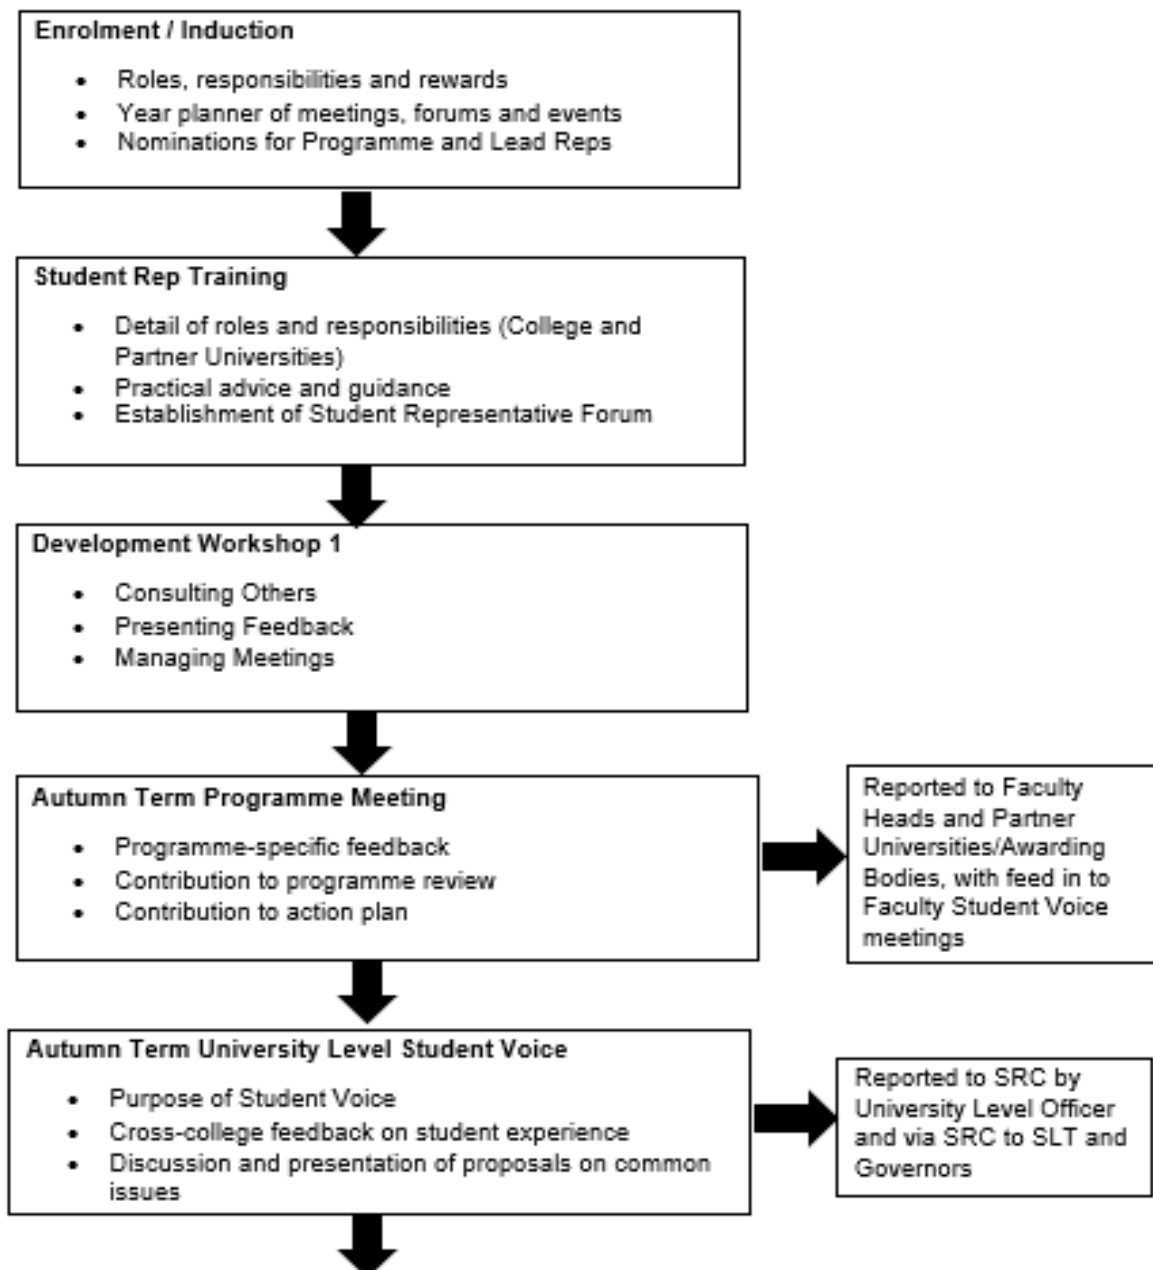 Enrolment / Induction
• Roles, responsibilities and rewards
• Year planner of meetings, forums and events
• Nominations for Programme and Lead Reps
Student Rep Training
• Detail of roles and responsibilities (College and
Partner Universities)
• Practical advice and guidance
• Establishment of Student Representative Forum
Development Workshop 1
• Consulting Others
• Presenting Feedback
• Managing Meetings
Autumn Term Programme Meeting
• Programme-specific feedback
• Contribution to programme review
• Contribution to action plan
Reported to Faculty
Heads and Partner
Universities/Awarding
Bodies, with feed in to
Faculty Student Voice
meetings
Autumn Term University Level Student Voice
• Purpose of Student Voice
• Cross-college feedback on student experience
• Discussion and presentation of proposals on common
issues
Reported to SRC by
University Level Officer
and via SRC to SLT and
Governors